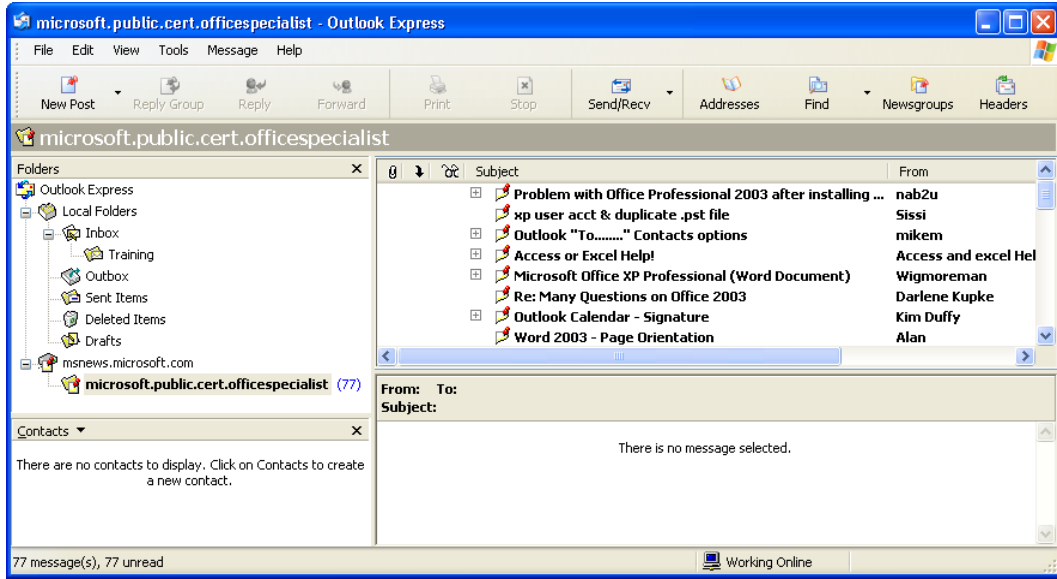 microsoft.public.cert.officespecialist - Outlook Express
File Edit View Tools Message Help
New Post Reply Group Reply Forward Print Stop Send/Recv Addresses Find Newsgroups Headers
microsoft.public.cert.officespecialist
Folders
Outlook Express
Local Folders
Inbox
Training
Outbox
Sent Items
Deleted Items
Drafts
msnews.microsoft.com
microsoft.public.cert.officespecialist (77)
Contacts
There are no contacts to display. Click on Contacts to create
a new contact.
Subject From
Problem with Office Professional 2003 after installing ... nab2u
xp user acct & duplicate .pst file Sissi
Outlook "To........" Contacts options mikem
Access or Excel Help! Access and excel Hel
Microsoft Office XP Professional (Word Document) Wigmoreman
Re: Many Questions on Office 2003 Darlene Kupke
Outlook Calendar - Signature Kim Duffy
Word 2003 - Page Orientation Alan
From: To:
Subject:
There is no message selected.
77 message(s), 77 unread Working Online